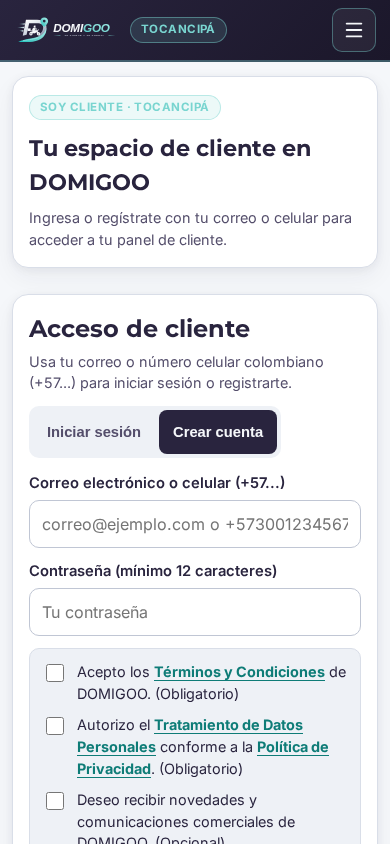 DOMIGOO
TOCANCIPÁ
SOY CLIENTE · TOCANCIPÁ
Tu espacio de cliente en
DOMIGOO
Ingresa o regístrate con tu correo o celular para
acceder a tu panel de cliente.
Acceso de cliente
Usa tu correo o número celular colombiano
(+57...) para iniciar sesión o registrarte.
Iniciar sesión
Crear cuenta
Correo electrónico o celular (+57...)
correo@ejemplo.com o +573001234567
Contraseña (mínimo 12 caracteres)
Tu contraseña
Acepto los Términos y Condiciones de
DOMIGOO. (Obligatorio)
Autorizo el Tratamiento de Datos
Personales conforme a la Política de
Privacidad. (Obligatorio)
Deseo recibir novedades y
comunicaciones comerciales de
DOMIGOO. (Opcional)